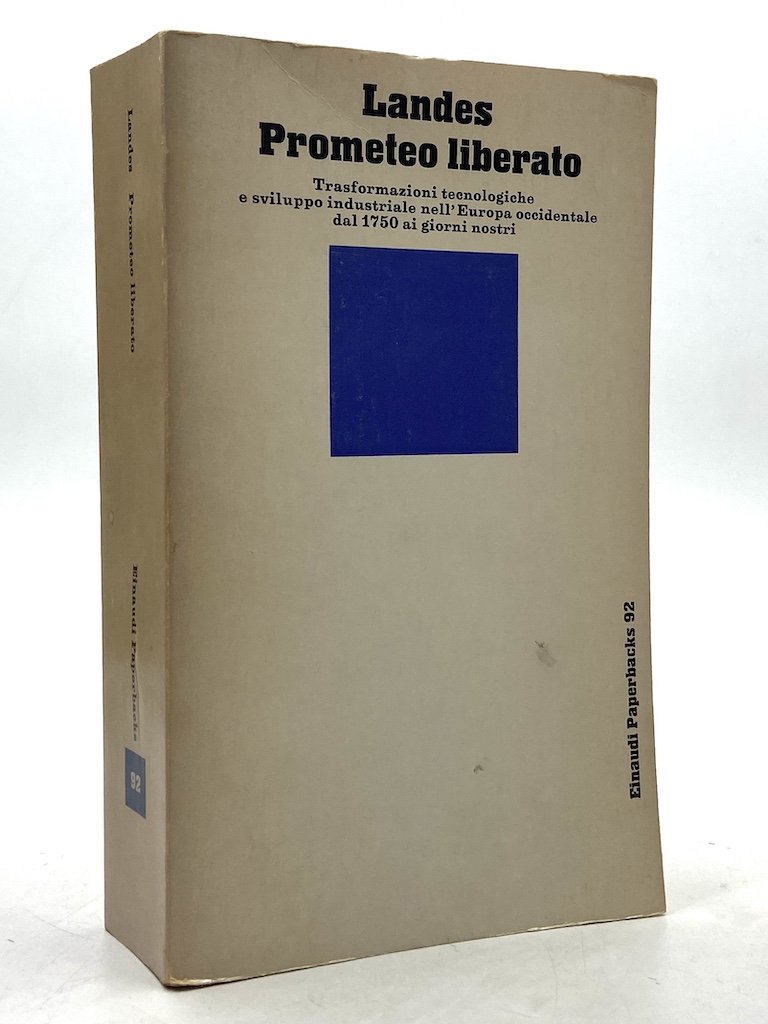 Landes
Prometeo liberato
Trasformazioni tecnologiche
e sviluppo industriale nell'Europa occidentale
dal 1750 ai giorni nostri
Einaudi Paperbacks 92
Landes Prometeo liberato
Einaudi Paperbacks
92